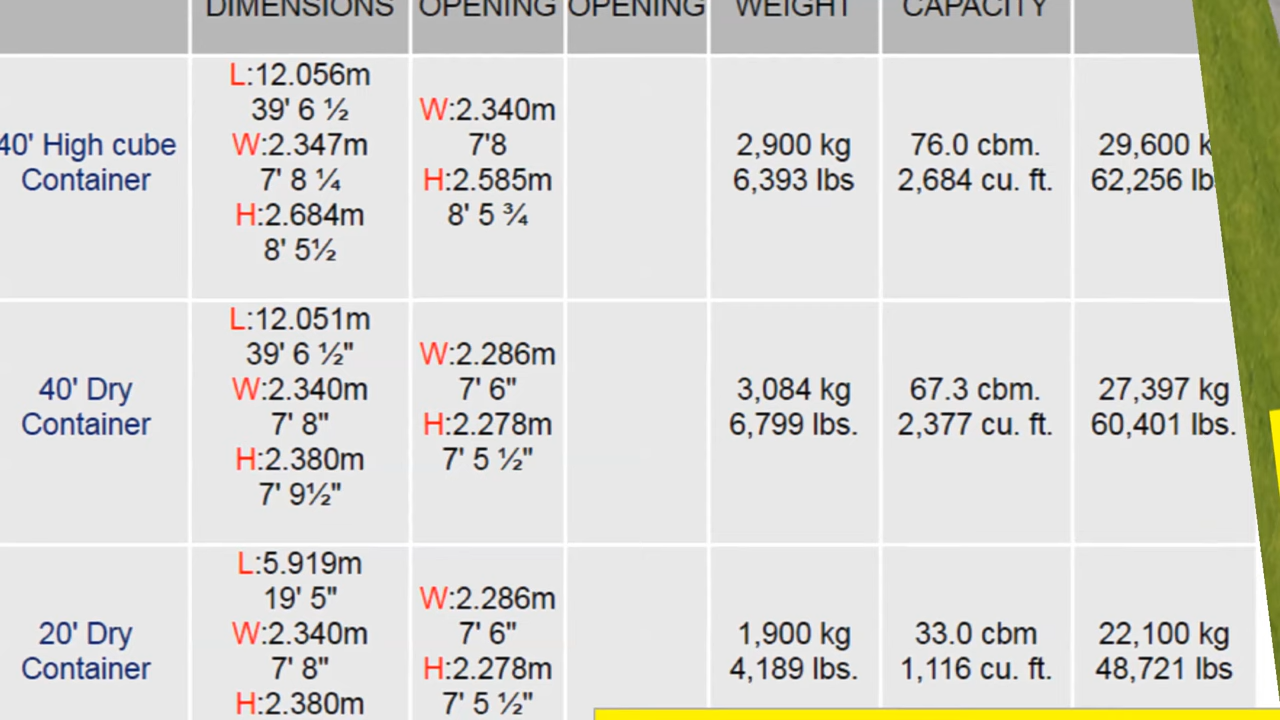 DIMENSIONS
OPENING
OPENING
WEIGHT
CAPACITY
40' High cube
Container
L:12.056m
39' 6 ½
W:2.347m
7' 8 ¼
H:2.684m
8' 5½
W:2.340m
7'8
H:2.585m
8' 5 ¾
2,900 kg
6,393 lbs
76.0 cbm.
2,684 cu. ft.
29,600 k
62,256 lb
40' Dry
Container
L:12.051m
39' 6 ½"
W:2.340m
7' 8"
H:2.380m
7' 9½"
W:2.286m
7' 6"
H:2.278m
7' 5 ½"
3,084 kg
6,799 lbs.
67.3 cbm.
2,377 cu. ft.
27,397 kg
60,401 lbs.
20' Dry
Container
L:5.919m
19' 5"
W:2.340m
7' 8"
H:2.380m
W:2.286m
7' 6"
H:2.278m
7' 5 ½"
1,900 kg
4,189 lbs.
33.0 cbm
1,116 cu. ft.
22,100 kg
48,721 lbs